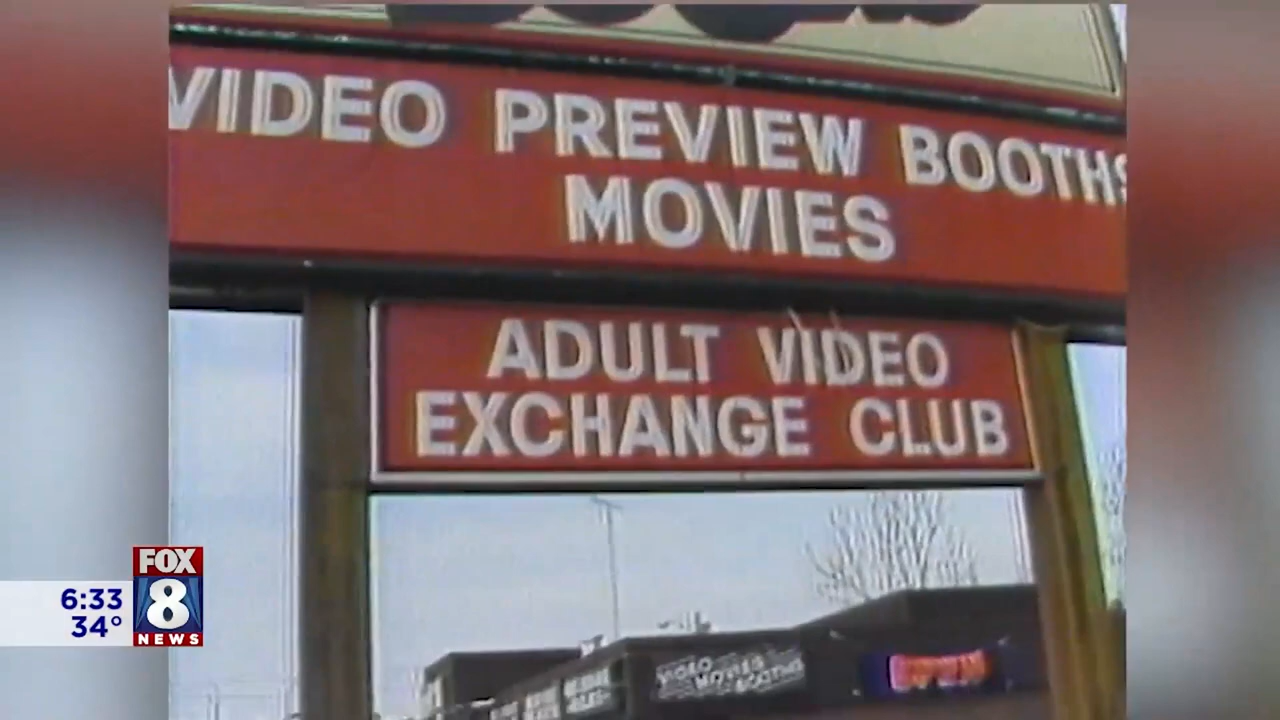 VIDEO PREVIEW BOOTHS
MOVIES
ADULT VIDEO
EXCHANGE CLUB
VIDEO
MOVIES
BOOTHS
OPEN
FOX
8
NEWS
6:33
34°